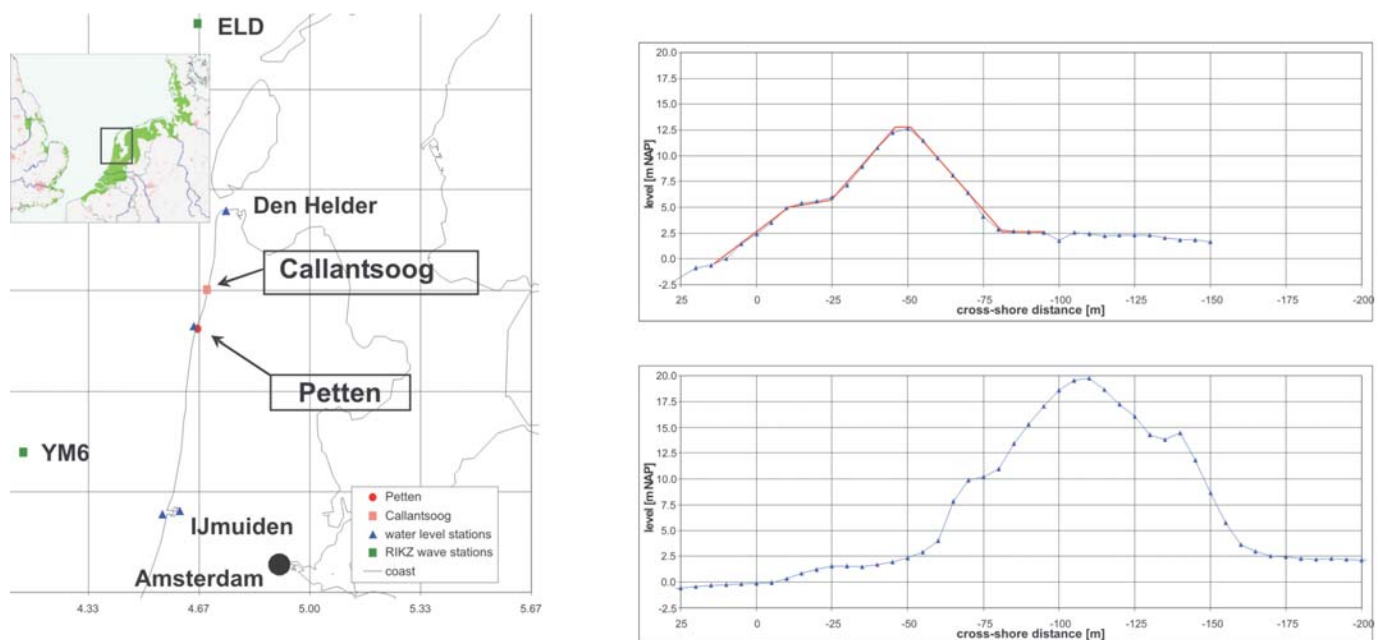 ELD
Den Helder
Callantsoog
Petten
YM6
IJmuiden
Amsterdam
Petten
Callantsoog
water level stations
RIKZ wave stations
coast
4.33 4.67 5.00 5.33 5.67
20.0
17.5
15.0
12.5
10.0
7.5
5.0
2.5
0.0
-2.5
level [m NAP]
25 0 -25 -50 -75 -100 -125 -150 -175 -200
cross-shore distance [m]
20.0
17.5
15.0
12.5
10.0
7.5
5.0
2.5
0.0
-2.5
level [m NAP]
25 0 -25 -50 -75 -100 -125 -150 -175 -200
cross-shore distance [m]